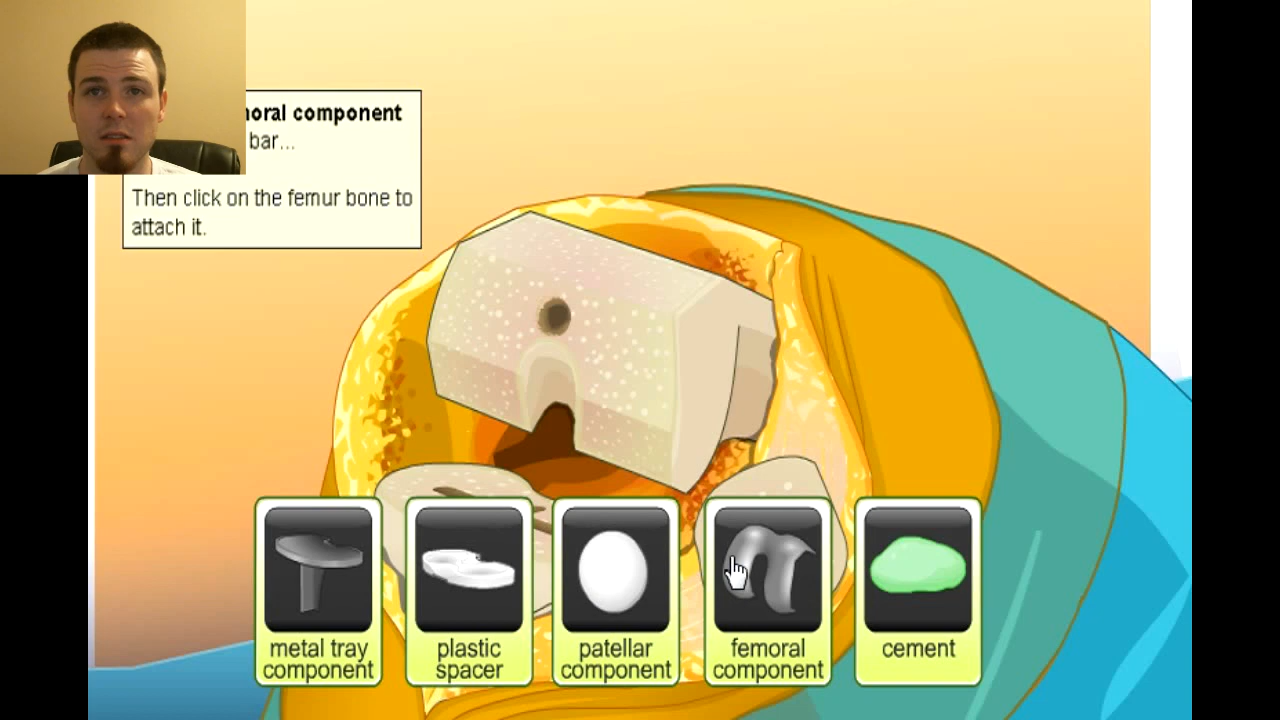 moral component
bar...
Then click on the femur bone to
attach it.
metal tray
component
plastic
spacer
patellar
component
femoral
component
cement